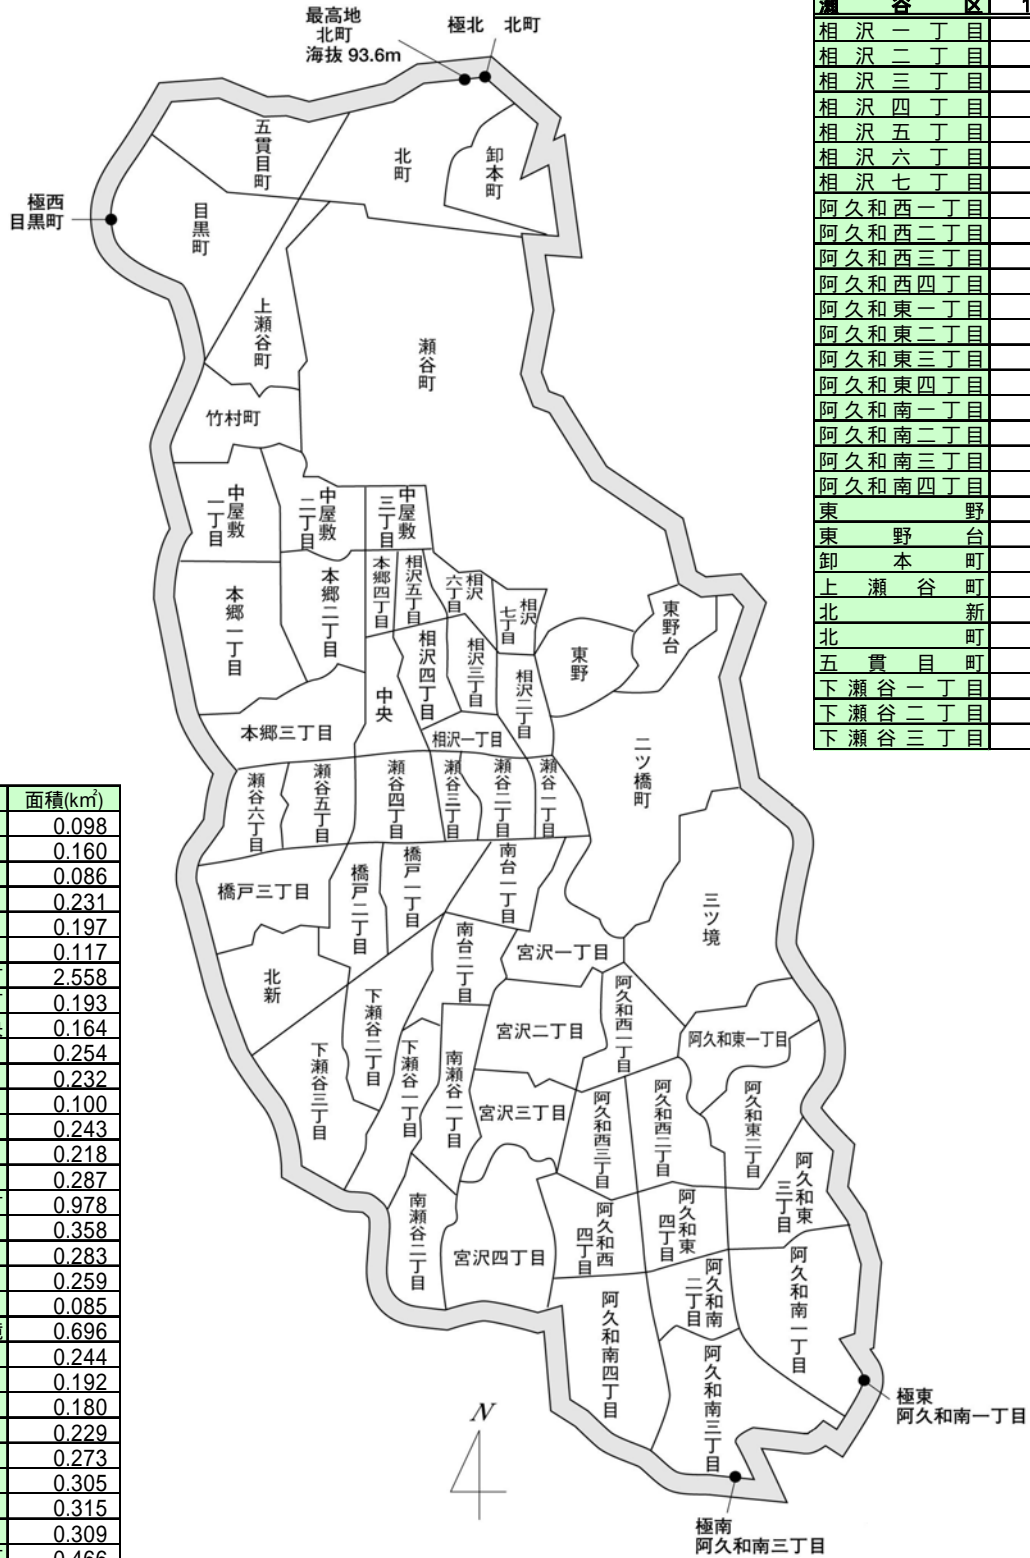 最高地
北町
海抜 93.6m
極北 北町
極西
目黒町
五貫目町
北町
卸本町
目黒町
上瀬谷町
瀬谷町
竹村町
中屋敷一丁目
中屋敷二丁目
中屋敷三丁目
本郷一丁目
本郷二丁目
本郷四丁目
相沢五丁目
相沢六丁目
相沢七丁目
相沢四丁目
相沢三丁目
相沢二丁目
東野
東野台
中央
本郷三丁目
相沢一丁目
二ツ橋町
瀬谷六丁目
瀬谷五丁目
瀬谷四丁目
瀬谷三丁目
瀬谷二丁目
瀬谷一丁目
橋戸三丁目
橋戸二丁目
橋戸一丁目
南台一丁目
三ツ境
南台二丁目
宮沢一丁目
北新
下瀬谷二丁目
阿久和西一丁目
宮沢二丁目
阿久和東一丁目
下瀬谷三丁目
下瀬谷一丁目
南瀬谷一丁目
宮沢三丁目
阿久和西三丁目
阿久和西二丁目
阿久和東二丁目
阿久和東三丁目
南瀬谷二丁目
宮沢四丁目
阿久和西四丁目
阿久和東四丁目
阿久和南二丁目
阿久和南一丁目
阿久和南四丁目
阿久和南三丁目
極東
阿久和南一丁目
極南
阿久和南三丁目
N
瀬谷区 1
相沢一丁目
相沢二丁目
相沢三丁目
相沢四丁目
相沢五丁目
相沢六丁目
相沢七丁目
阿久和西一丁目
阿久和西二丁目
阿久和西三丁目
阿久和西四丁目
阿久和東一丁目
阿久和東二丁目
阿久和東三丁目
阿久和東四丁目
阿久和南一丁目
阿久和南二丁目
阿久和南三丁目
阿久和南四丁目
東野
東野台
卸本町
上瀬谷町
北新
北町
五貫目町
下瀬谷一丁目
下瀬谷二丁目
下瀬谷三丁目
面積(km²)
0.098
0.160
0.086
0.231
0.197
0.117
2.558
0.193
0.164
0.254
0.232
0.100
0.243
0.218
0.287
0.978
0.358
0.283
0.259
0.085
0.696
0.244
0.192
0.180
0.229
0.273
0.305
0.315
0.309
0.466